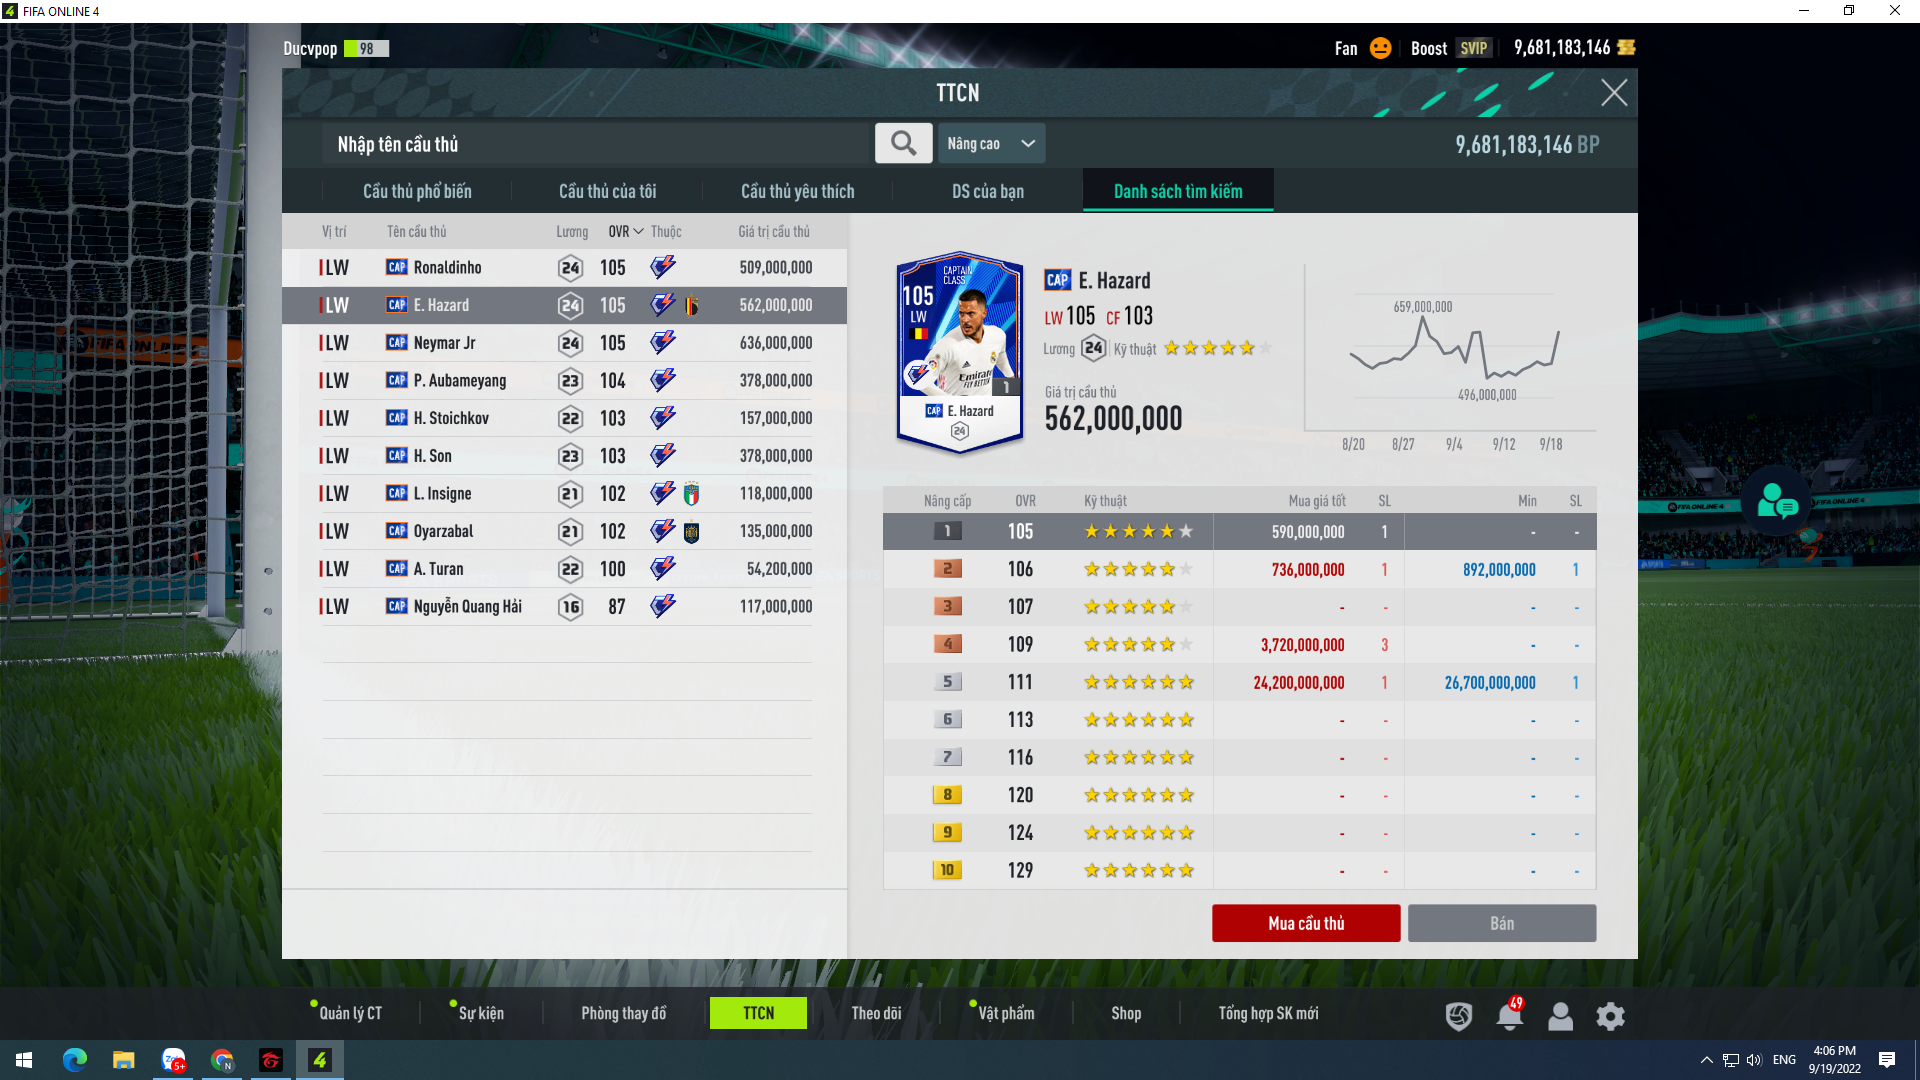 FIFA ONLINE 4
Ducvpop 98
Fan Boost SVIP 9,681,183,146
TTCN
Nhập tên cầu thủ
Nâng cao
9,681,183,146 BP
Cầu thủ phổ biến Cầu thủ của tôi Cầu thủ yêu thích DS của bạn Danh sách tìm kiếm
Vị trí Tên cầu thủ Lương OVR Thuộc Giá trị cầu thủ
LW CAP Ronaldinho 24 105 509,000,000
LW CAP E. Hazard 24 105 562,000,000
LW CAP Neymar Jr 24 105 636,000,000
LW CAP P. Aubameyang 23 104 378,000,000
LW CAP H. Stoichkov 22 103 157,000,000
LW CAP H. Son 23 103 378,000,000
LW CAP L. Insigne 21 102 118,000,000
LW CAP Oyarzabal 21 102 135,000,000
LW CAP A. Turan 22 100 54,200,000
LW CAP Nguyễn Quang Hải 16 87 117,000,000
CAPTAIN CLASS
105
LW
Emirates
FLY BETTER
1
CAP E. Hazard
24
CAP E. Hazard
LW 105 CF 103
Lương 24 Kỹ thuật
Giá trị cầu thủ
562,000,000
659,000,000
496,000,000
8/20 8/27 9/4 9/12 9/18
Nâng cấp OVR Kỹ thuật Mua giá tốt SL Min SL
1 105 590,000,000 1 - -
2 106 736,000,000 1 892,000,000 1
3 107 - - - -
4 109 3,720,000,000 3 - -
5 111 24,200,000,000 1 26,700,000,000 1
6 113 - - - -
7 116 - - - -
8 120 - - - -
9 124 - - - -
10 129 - - - -
Mua cầu thủ Bán
Quản lý CT Sự kiện Phòng thay đồ TTCN Theo dõi Vật phẩm Shop Tổng hợp SK mới 49
Zalo 5+ N 4
ENG
4:06 PM
9/19/2022